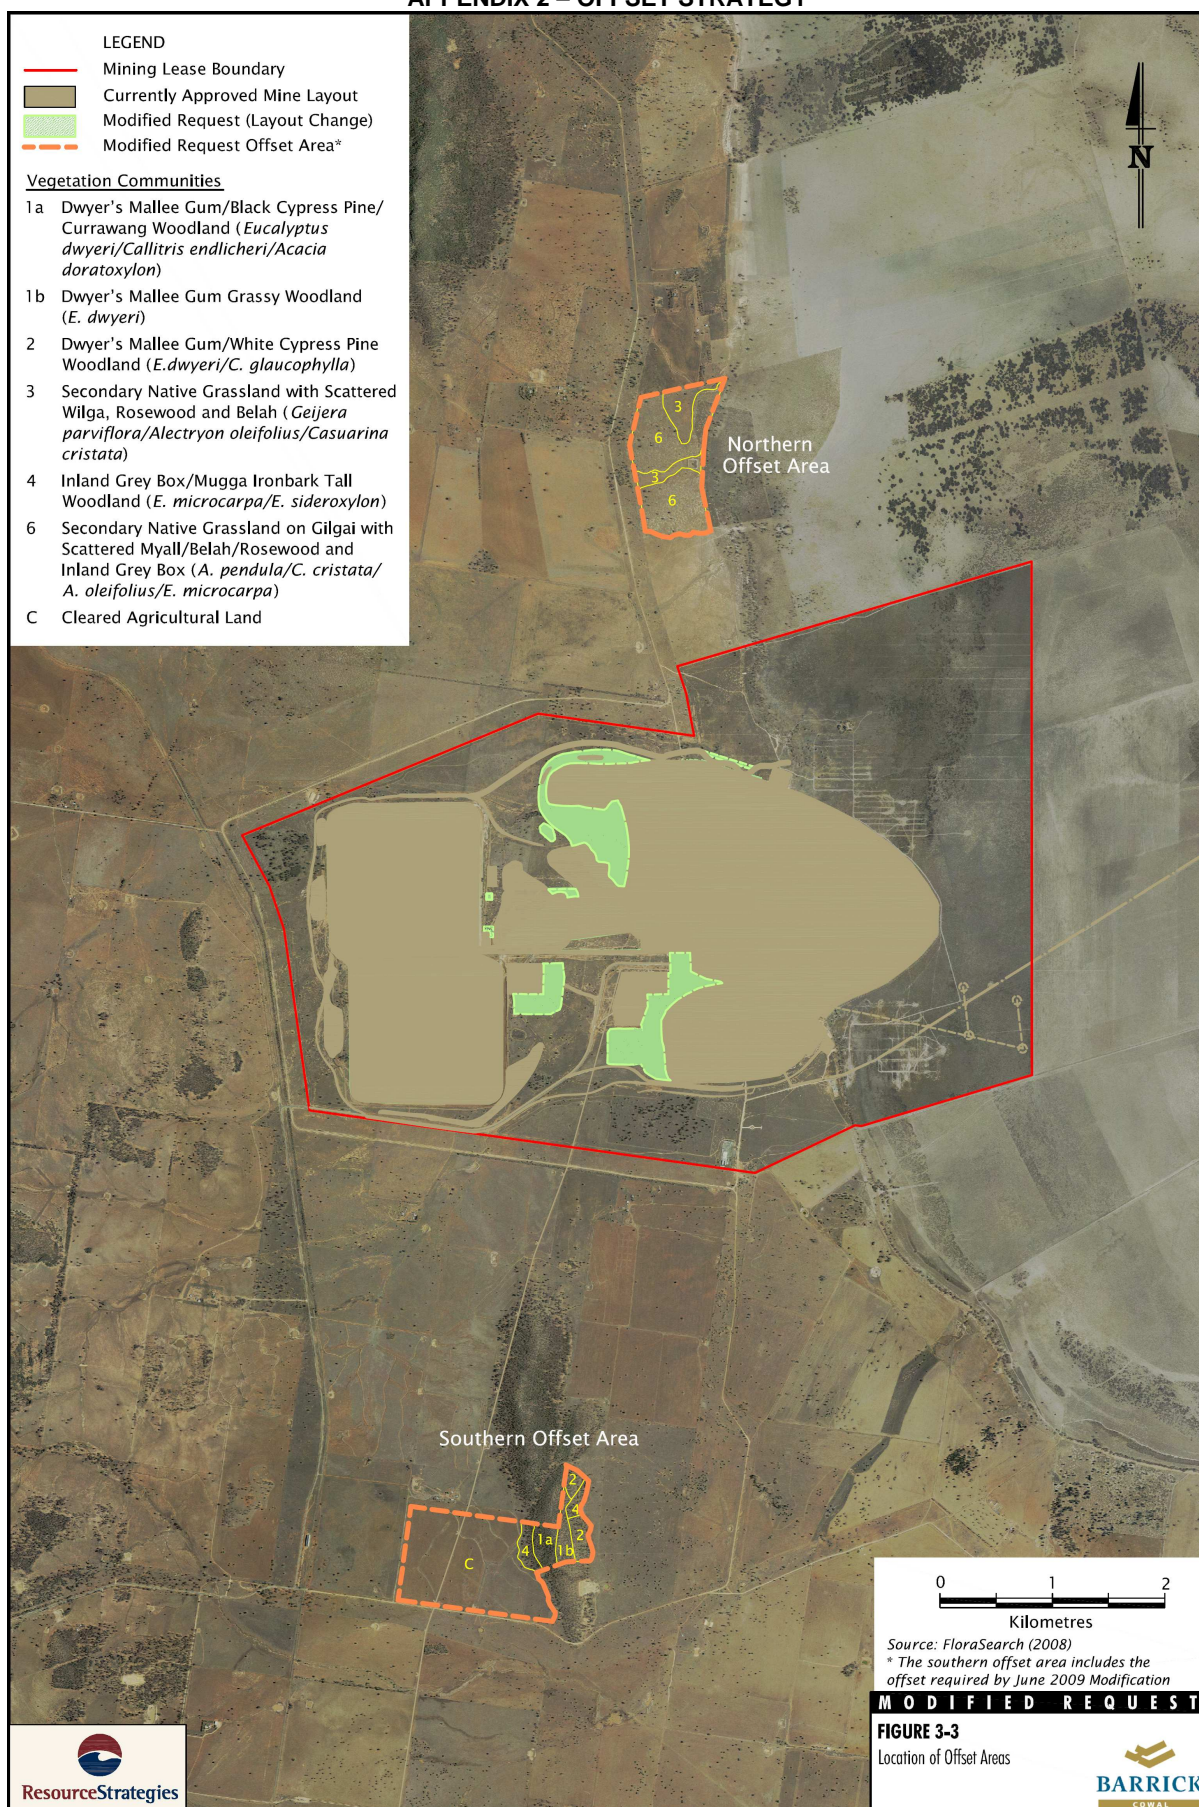 APPENDIX 2 – OFFSET STRATEGY
LEGEND
Mining Lease Boundary
Currently Approved Mine Layout
Modified Request (Layout Change)
Modified Request Offset Area*
Vegetation Communities
1a Dwyer's Mallee Gum/Black Cypress Pine/
Currawang Woodland (Eucalyptus
dwyeri/Callitris endlicheri/Acacia
doratoxylon)
1b Dwyer's Mallee Gum Grassy Woodland
(E. dwyeri)
2 Dwyer's Mallee Gum/White Cypress Pine
Woodland (E.dwyeri/C. glaucophylla)
3 Secondary Native Grassland with Scattered
Wilga, Rosewood and Belah (Geijera
parviflora/Alectryon oleifolius/Casuarina
cristata)
4 Inland Grey Box/Mugga Ironbark Tall
Woodland (E. microcarpa/E. sideroxylon)
6 Secondary Native Grassland on Gilgai with
Scattered Myall/Belah/Rosewood and
Inland Grey Box (A. pendula/C. cristata/
A. oleifolius/E. microcarpa)
C Cleared Agricultural Land
N
3
6
3
6
Northern
Offset Area
Southern Offset Area
2
4
2
1a
1b
4
C
0 1 2
Kilometres
Source: FloraSearch (2008)
* The southern offset area includes the
offset required by June 2009 Modification
MODIFIED REQUEST
FIGURE 3-3
Location of Offset Areas
BARRICK
COWAL
ResourceStrategies